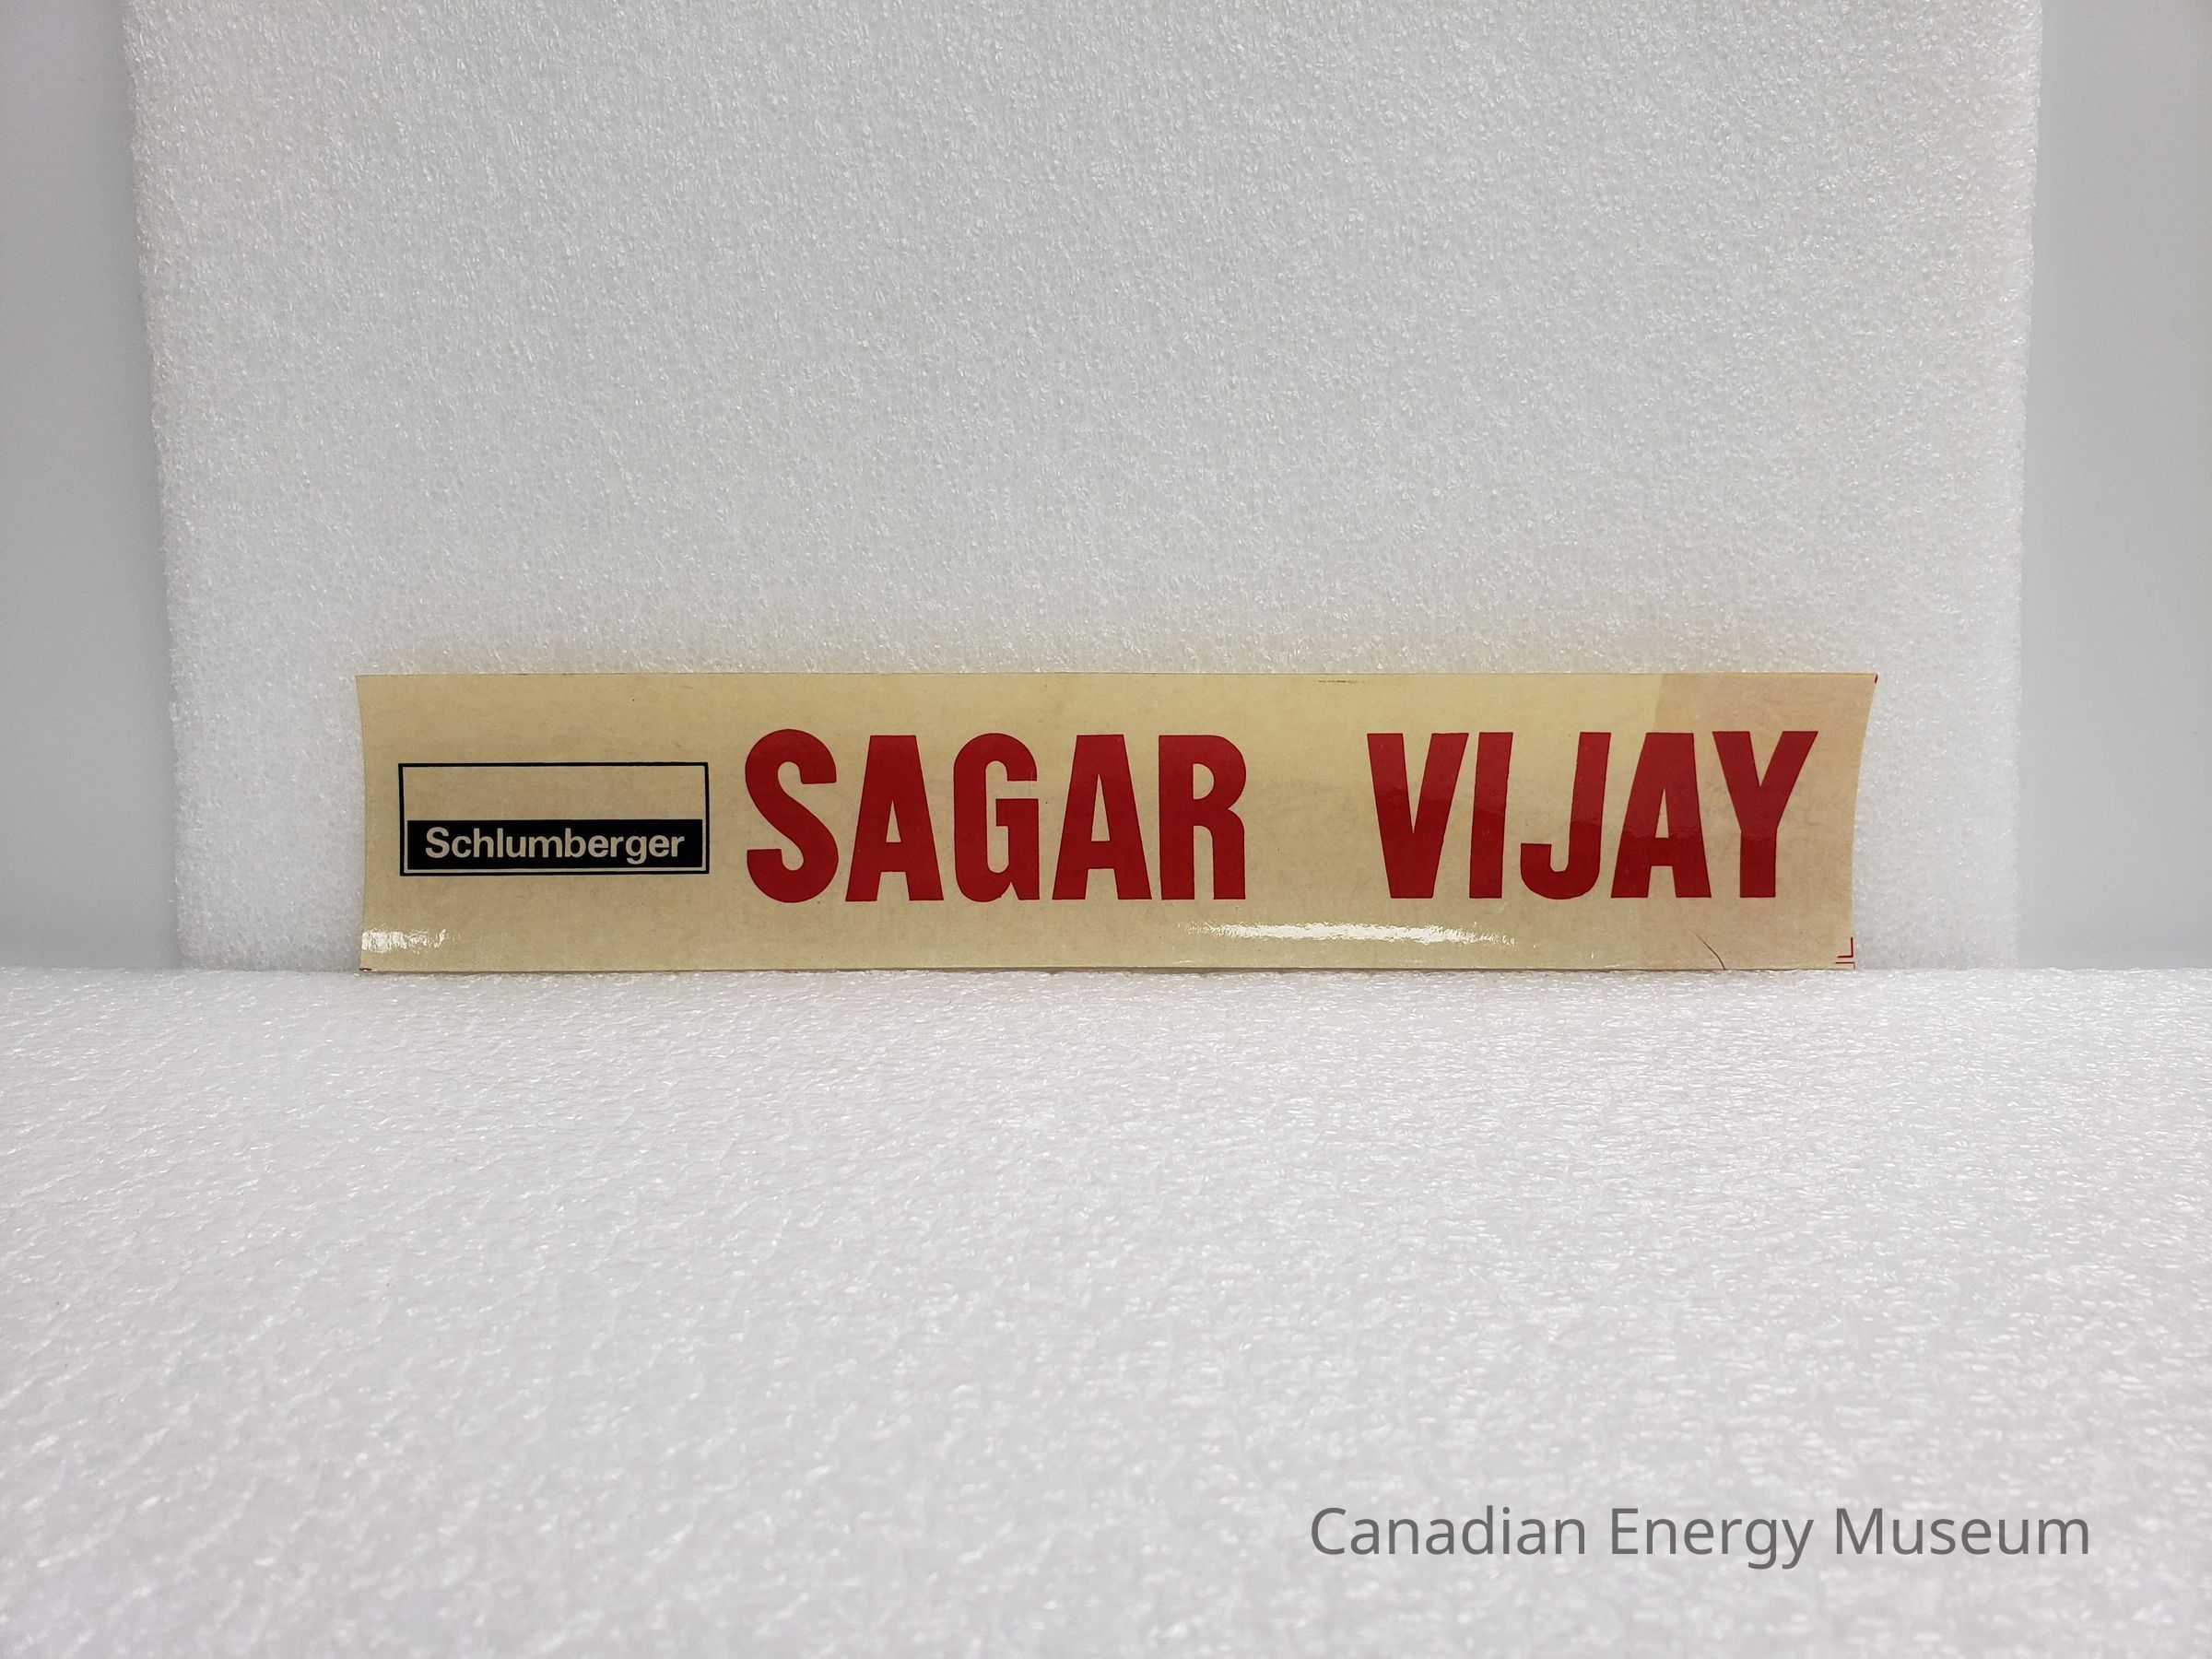 Schlumberger SAGAR VIJAY
Canadian Energy Museum